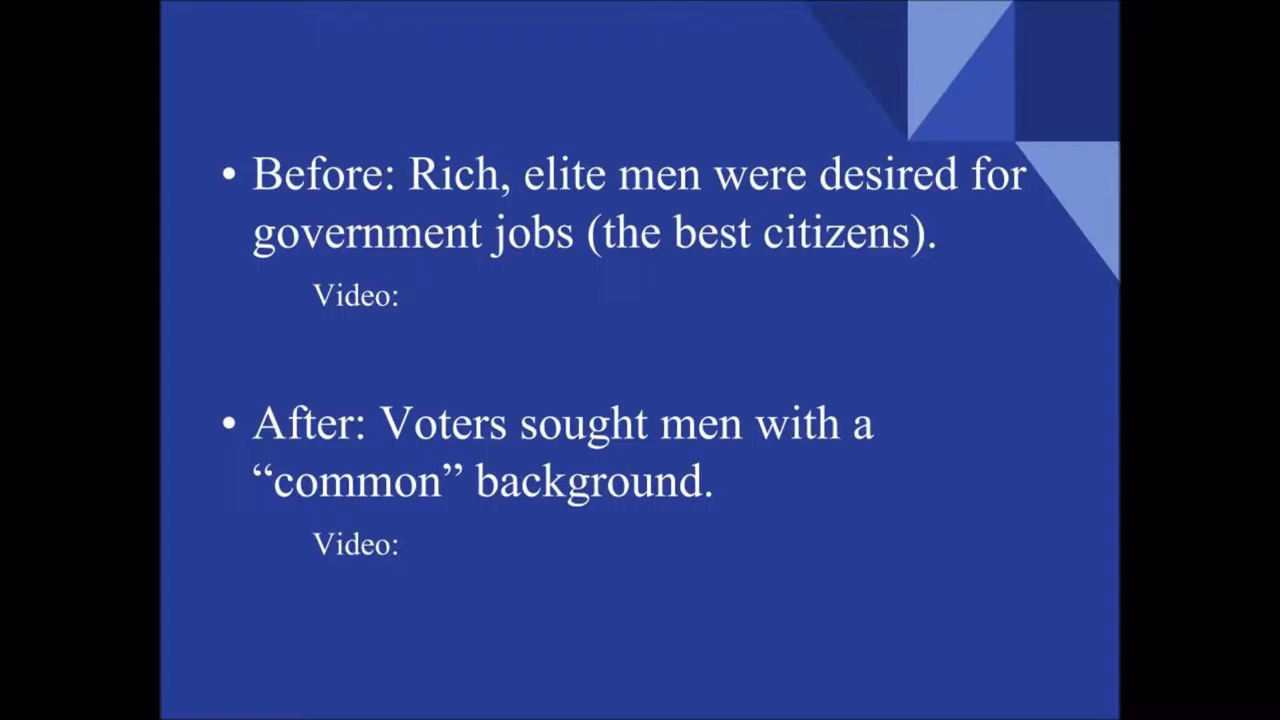 • Before: Rich, elite men were desired for
government jobs (the best citizens).
Video:
• After: Voters sought men with a
“common” background.
Video: